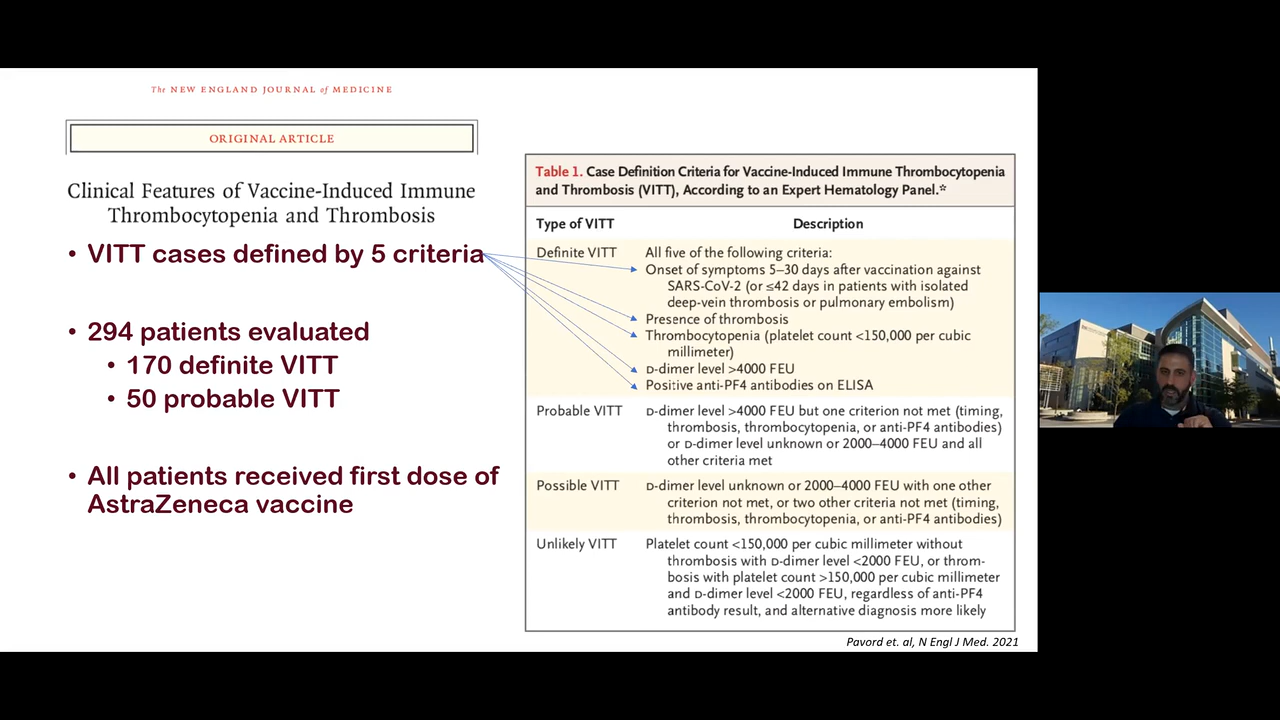 The NEW ENGLAND JOURNAL of MEDICINE
ORIGINAL ARTICLE
Clinical Features of Vaccine-Induced Immune
Thrombocytopenia and Thrombosis
• VITT cases defined by 5 criteria
• 294 patients evaluated
• 170 definite VITT
• 50 probable VITT
• All patients received first dose of
AstraZeneca vaccine
Table 1. Case Definition Criteria for Vaccine-Induced Immune Thrombocytopenia
and Thrombosis (VITT), According to an Expert Hematology Panel.*
Type of VITT Description
Definite VITT All five of the following criteria:
Onset of symptoms 5–30 days after vaccination against
SARS-CoV-2 (or ≤42 days in patients with isolated
deep-vein thrombosis or pulmonary embolism)
Presence of thrombosis
Thrombocytopenia (platelet count <150,000 per cubic
millimeter)
D-dimer level >4000 FEU
Positive anti-PF4 antibodies on ELISA
Probable VITT D-dimer level >4000 FEU but one criterion not met (timing,
thrombosis, thrombocytopenia, or anti-PF4 antibodies)
or D-dimer level unknown or 2000–4000 FEU and all
other criteria met
Possible VITT D-dimer level unknown or 2000–4000 FEU with one other
criterion not met, or two other criteria not met (timing,
thrombosis, thrombocytopenia, or anti-PF4 antibodies)
Unlikely VITT Platelet count <150,000 per cubic millimeter without
thrombosis with D-dimer level <2000 FEU, or throm-
bosis with platelet count >150,000 per cubic millimeter
and D-dimer level <2000 FEU, regardless of anti-PF4
antibody result, and alternative diagnosis more likely
Pavord et. al, N Engl J Med. 2021